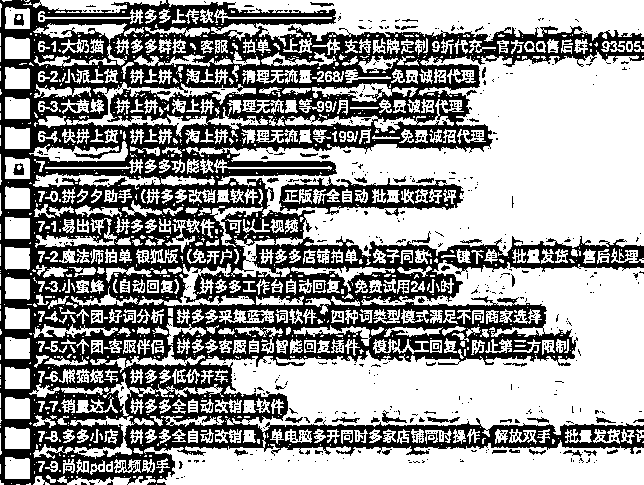 6————————拼多多上传软件————————
6-1.大奶猫 拼多多群控、客服、拍单、上货一体 支持贴牌定制 9折代充—官方QQ售后群：93505
6-2.小派上货 拼上拼、淘上拼、清理无流量-268/季——免费诚招代理
6-3.大黄蜂 拼上拼、淘上拼、清理无流量等-99/月——免费诚招代理
6-4.快拼上货 拼上拼、淘上拼、清理无流量等-199/月——免费诚招代理
7————————拼多多功能软件————————
7-0.拼夕夕助手（拼多多改销量软件） 正版新全自动 批量收货好评
7-1.易出评 拼多多出评软件、可以上视频
7-2.魔法师拍单 银狐版（免开户） 拼多多店铺拍单、兔子同款、一键下单、批量发货、售后处理、
7-3.小蜜蜂（自动回复） 拼多多工作台自动回复、免费试用24小时
7-4.六个团-好词分析 拼多多采集蓝海词软件、四种词类型模式满足不同商家选择
7-5.六个团-客服伴侣 拼多多客服自动智能回复插件、模拟人工回复、防止第三方限制
7-6.熊猫烧车 拼多多低价开车
7-7.销量达人 拼多多全自动改销量软件
7-8.多多小店 拼多多全自动改销量、单电脑多开同时多家店铺同时操作、解放双手、批量发货好评
7-9.尚如pdd视频助手